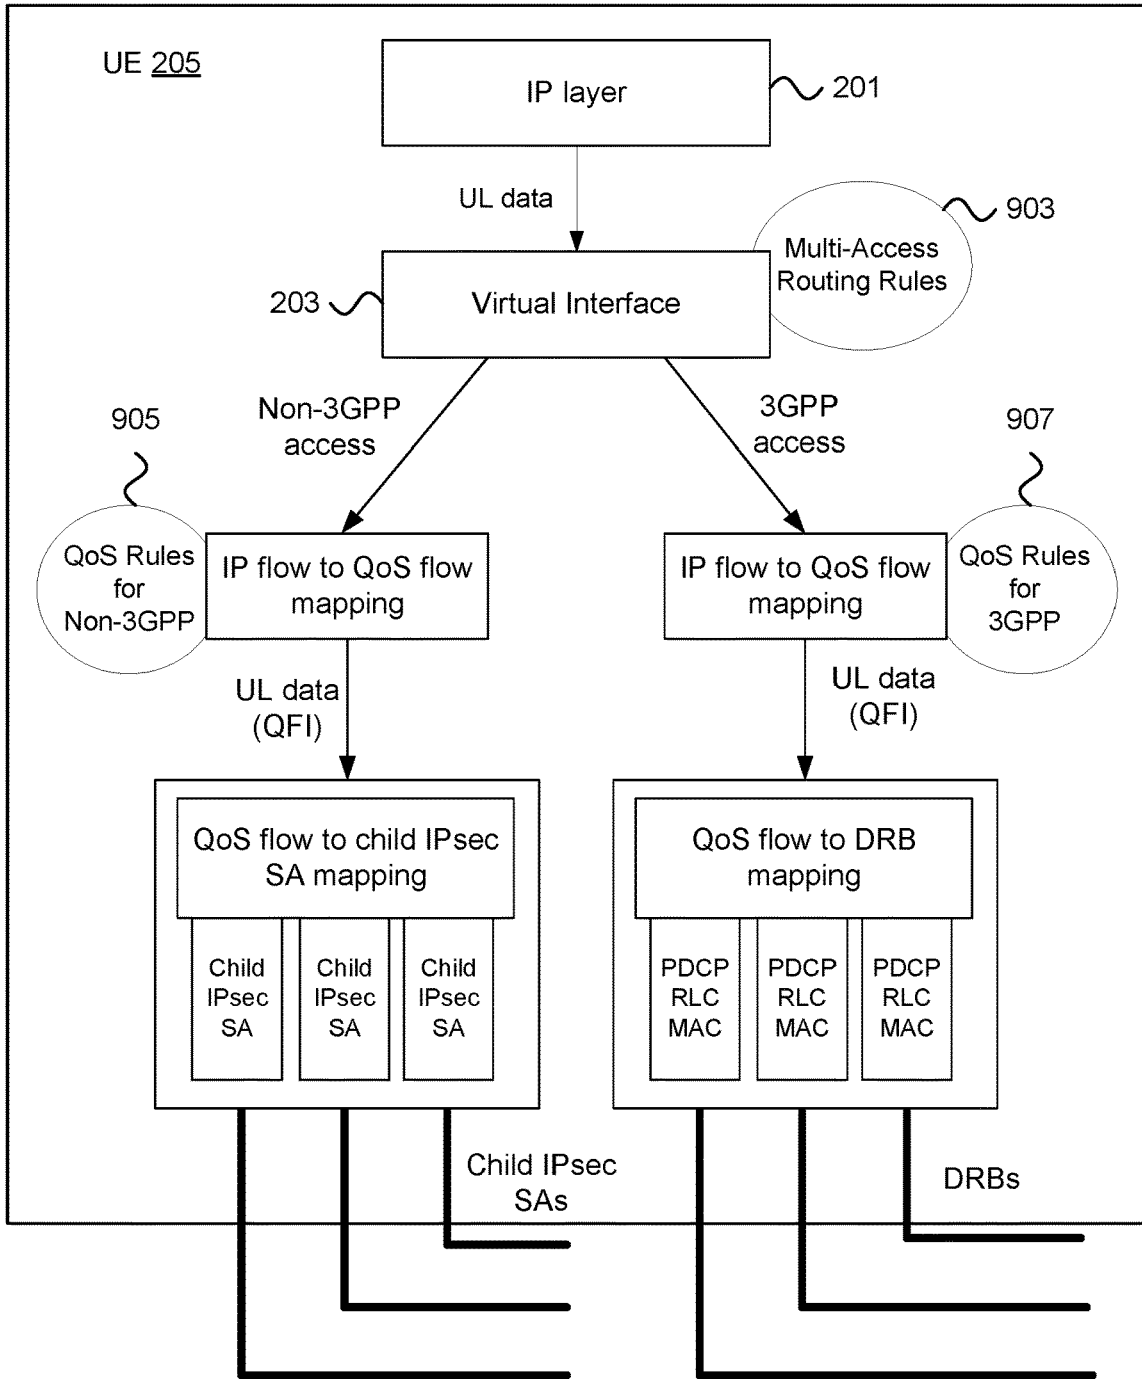 UE 205
IP layer
201
UL data
903
Multi-Access
Routing Rules
203
Virtual Interface
Non-3GPP
access
3GPP
access
905
907
QoS Rules
for
Non-3GPP
IP flow to QoS flow
mapping
IP flow to QoS flow
mapping
QoS Rules
for
3GPP
UL data
(QFI)
UL data
(QFI)
QoS flow to child IPsec
SA mapping
QoS flow to DRB
mapping
Child
IPsec
SA
Child
IPsec
SA
Child
IPsec
SA
PDCP
RLC
MAC
PDCP
RLC
MAC
PDCP
RLC
MAC
Child IPsec
SAs
DRBs